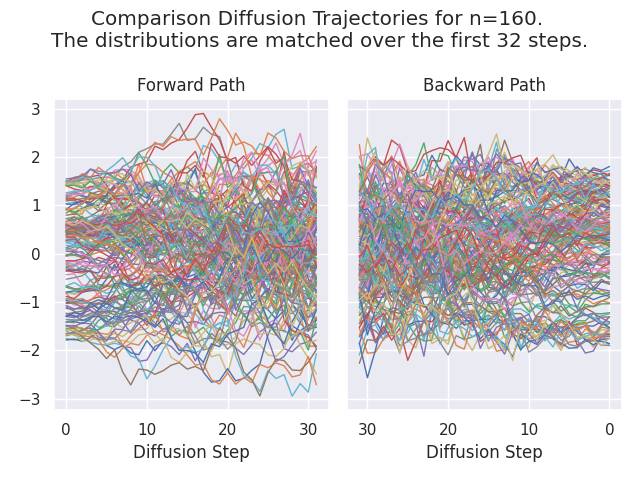 Comparison Diffusion Trajectories for n=160.
The distributions are matched over the first 32 steps.
Forward Path
Backward Path
3
2
1
0
−1
−2
−3
0 10 20 30
30 20 10 0
Diffusion Step
Diffusion Step